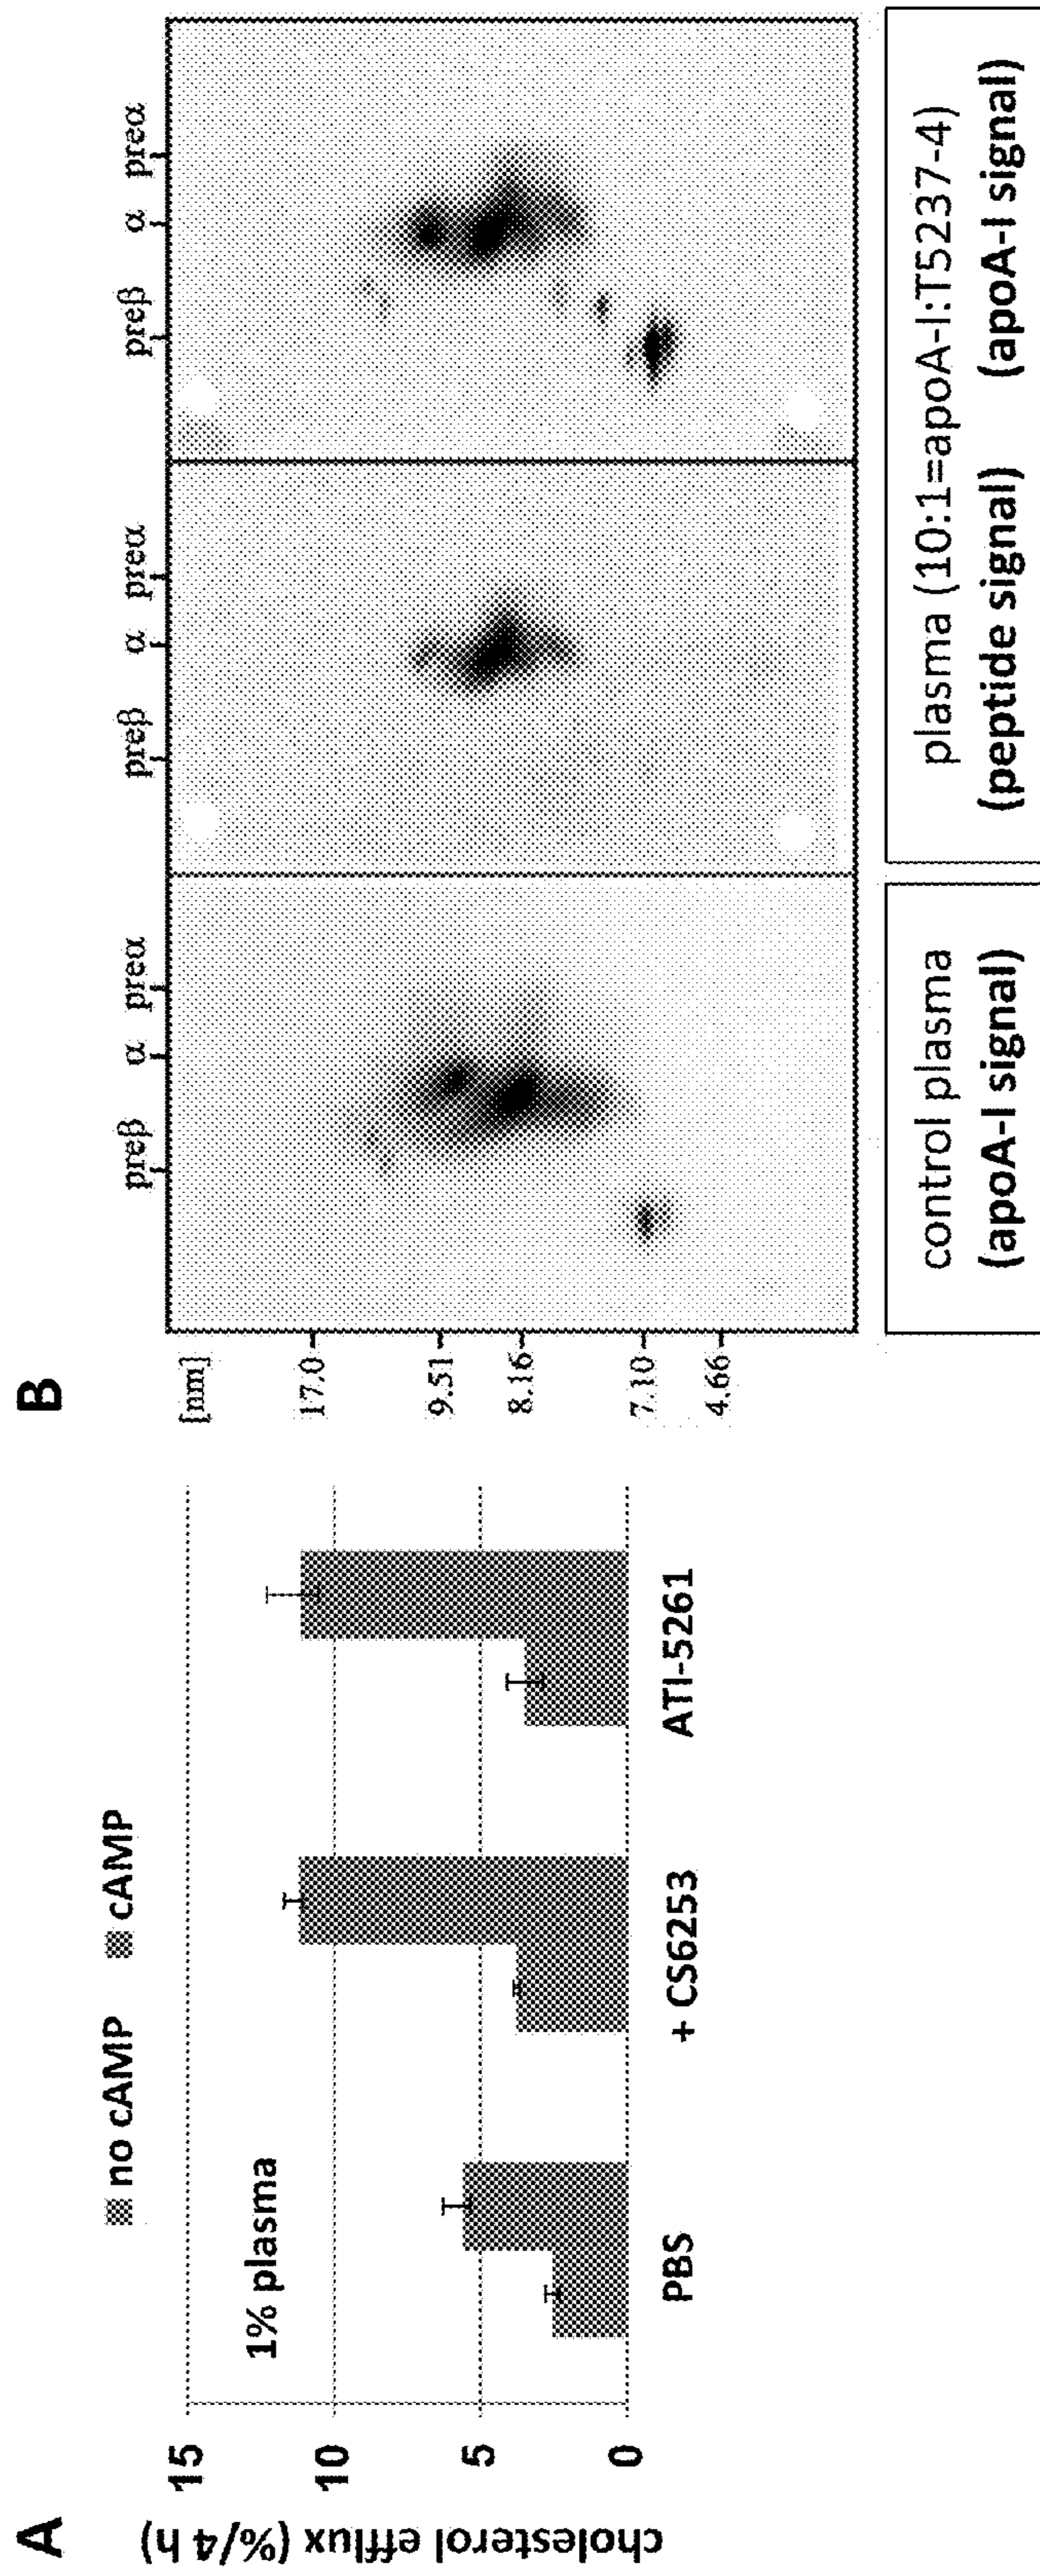 A
cholesterol efflux (%/4 h)
15
10
5
0
no cAMP
cAMP
1% plasma
PBS
+ CS6253
ATI-5261
B
[nm]
17.0
9.51
8.16
7.10
4.66
preβ α preα
preβ α preα
preβ α preα
control plasma
(apoA-I signal)
plasma (10:1=apoA-I:T5237-4)
(peptide signal) (apoA-I signal)